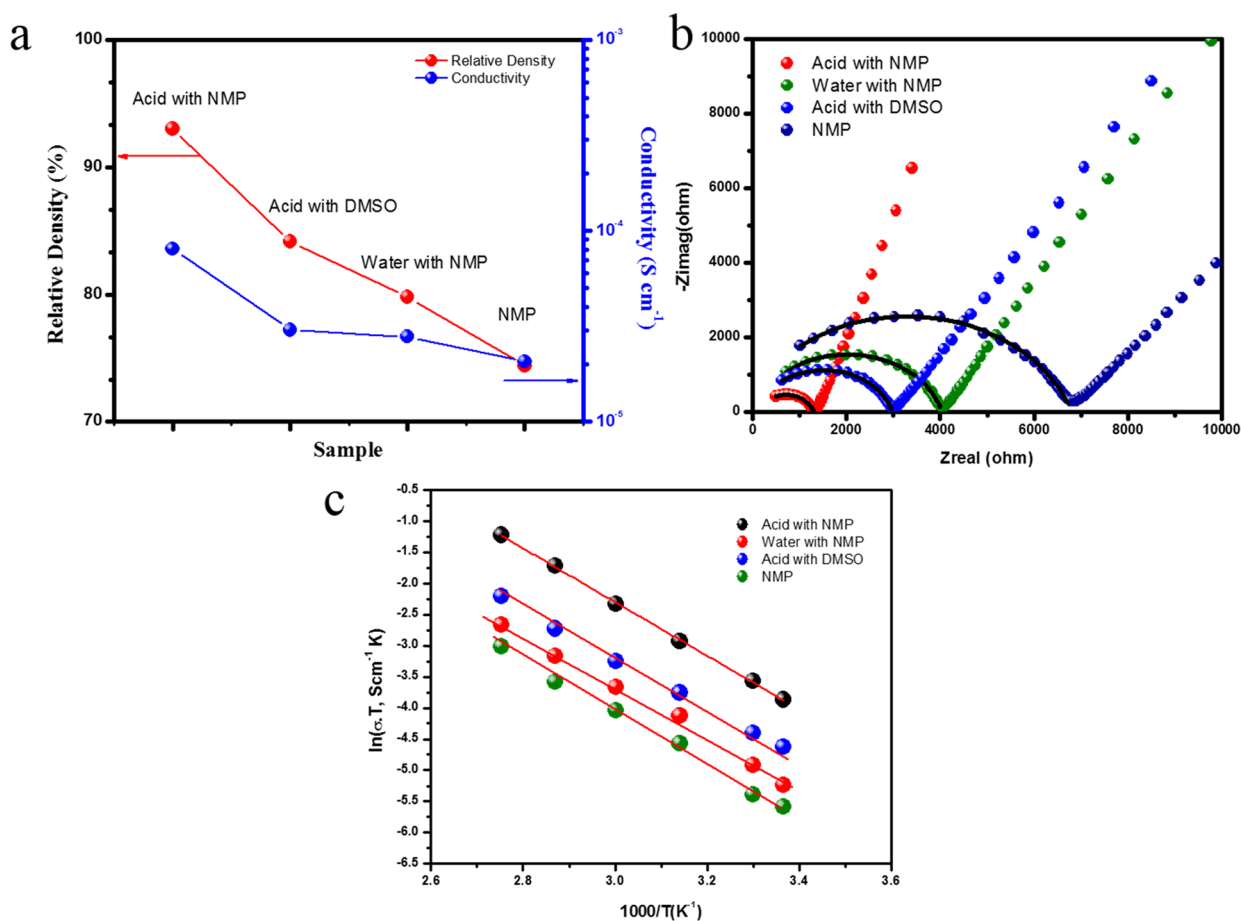 a
100
90
80
70
Relative Density (%)
Relative Density
Conductivity
Acid with NMP
Acid with DMSO
Water with NMP
NMP
10-3
10-4
10-5
Conductivity (S cm-1)
Sample
b
10000
8000
6000
4000
2000
0
-Zimag(ohm)
Acid with NMP
Water with NMP
Acid with DMSO
NMP
0
2000
4000
6000
8000
10000
Zreal (ohm)
c
-0.5
-1.0
-1.5
-2.0
-2.5
-3.0
-3.5
-4.0
-4.5
-5.0
-5.5
-6.0
-6.5
ln(σ.T, Scm-1 K)
Acid with NMP
Water with NMP
Acid with DMSO
NMP
2.6
2.8
3.0
3.2
3.4
3.6
1000/T(K-1)